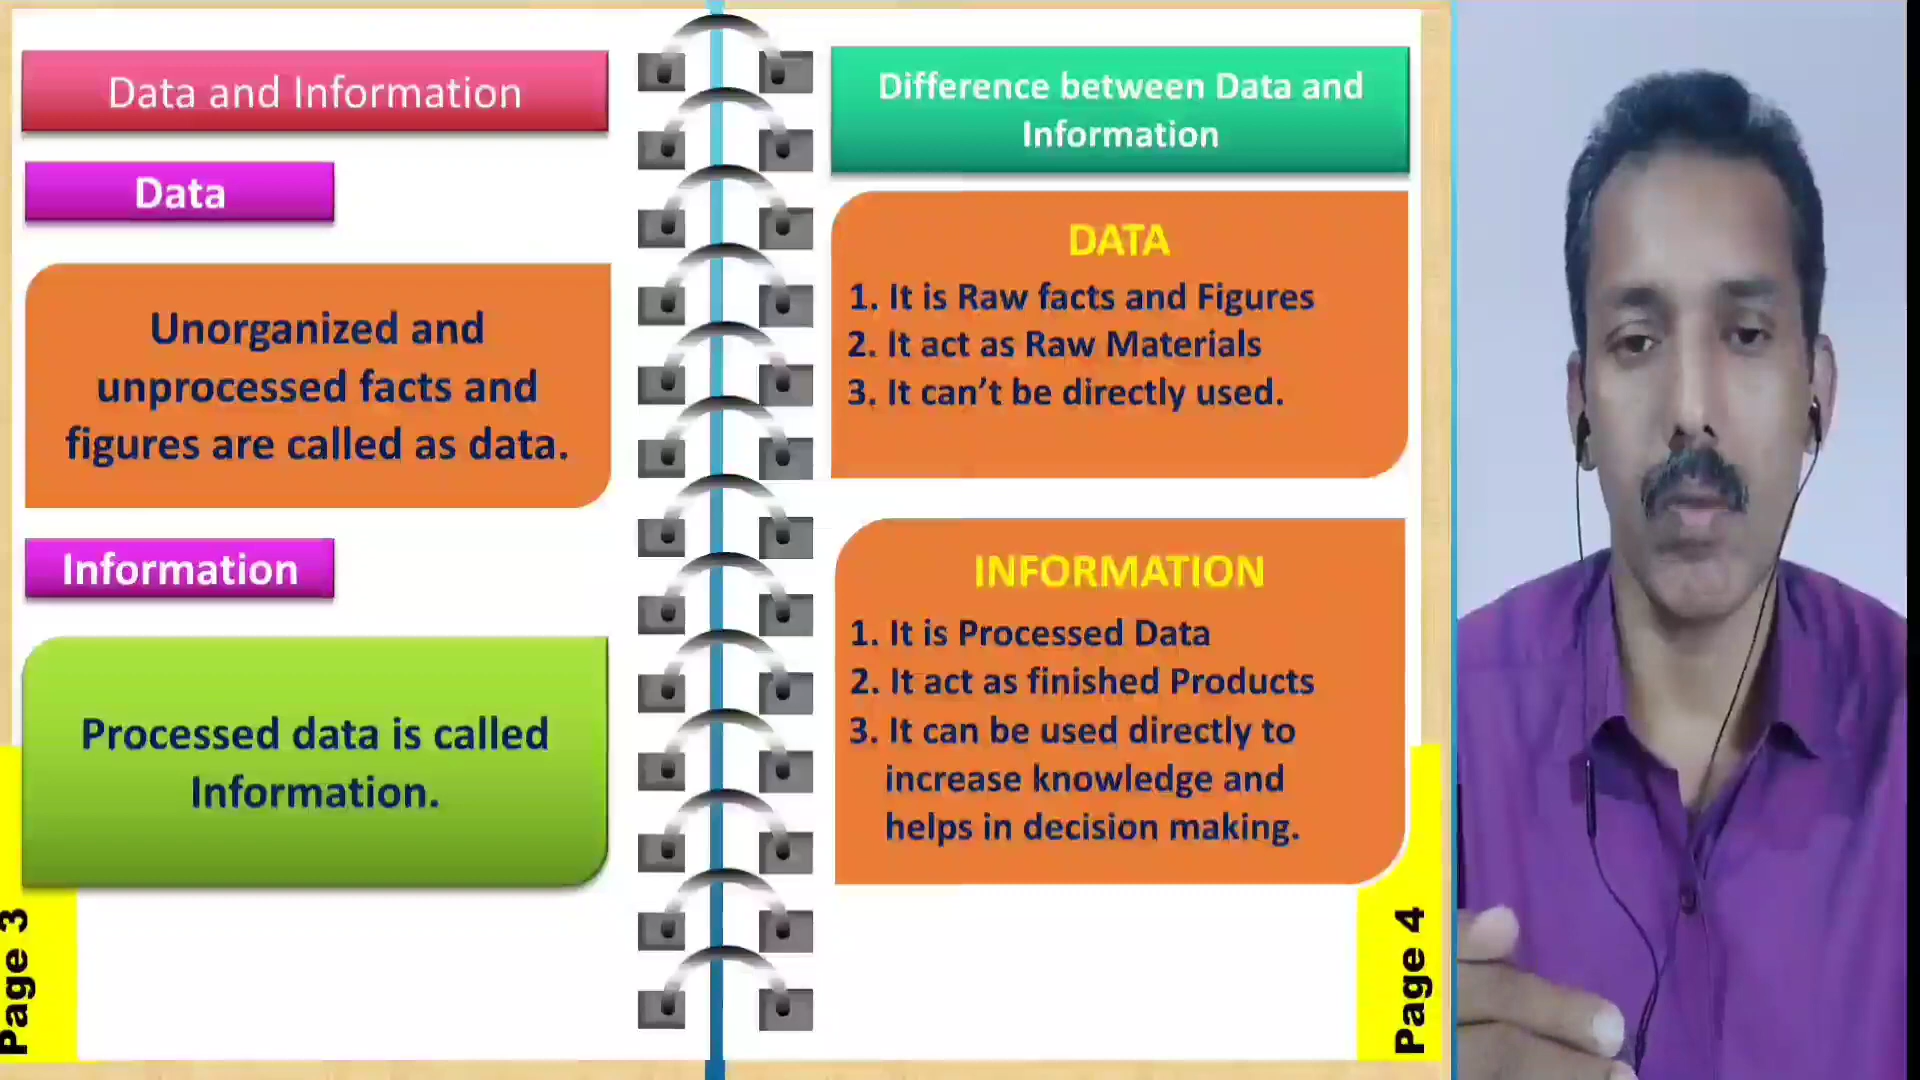 Data and Information
Data
Unorganized and
unprocessed facts and
figures are called as data.
Information
Processed data is called
Information.
Page 3
Difference between Data and
Information
DATA
1. It is Raw facts and Figures
2. It act as Raw Materials
3. It can’t be directly used.
INFORMATION
1. It is Processed Data
2. It act as finished Products
3. It can be used directly to
increase knowledge and
helps in decision making.
Page 4